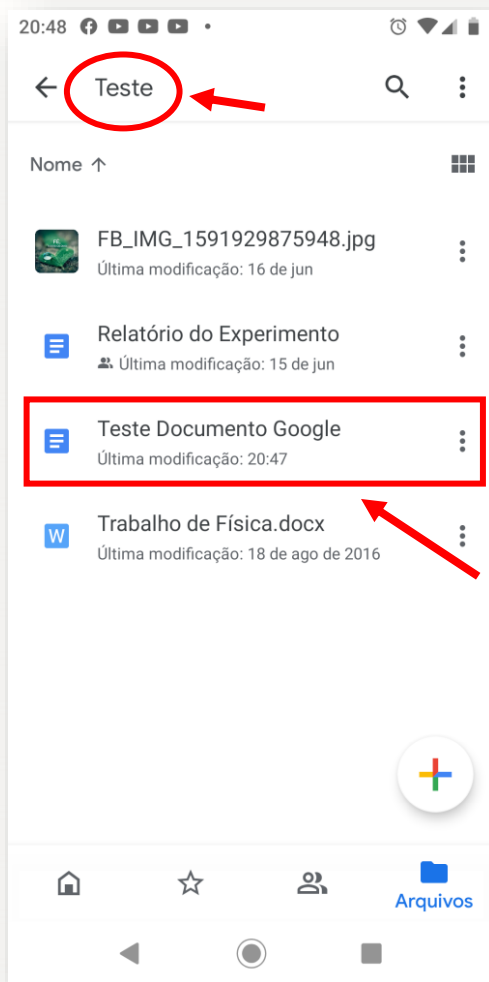 20:48
Teste
Nome
FB_IMG_1591929875948.jpg
Última modificação: 16 de jun
Relatório do Experimento
Última modificação: 15 de jun
Teste Documento Google
Última modificação: 20:47
W
Trabalho de Física.docx
Última modificação: 18 de ago de 2016
Arquivos